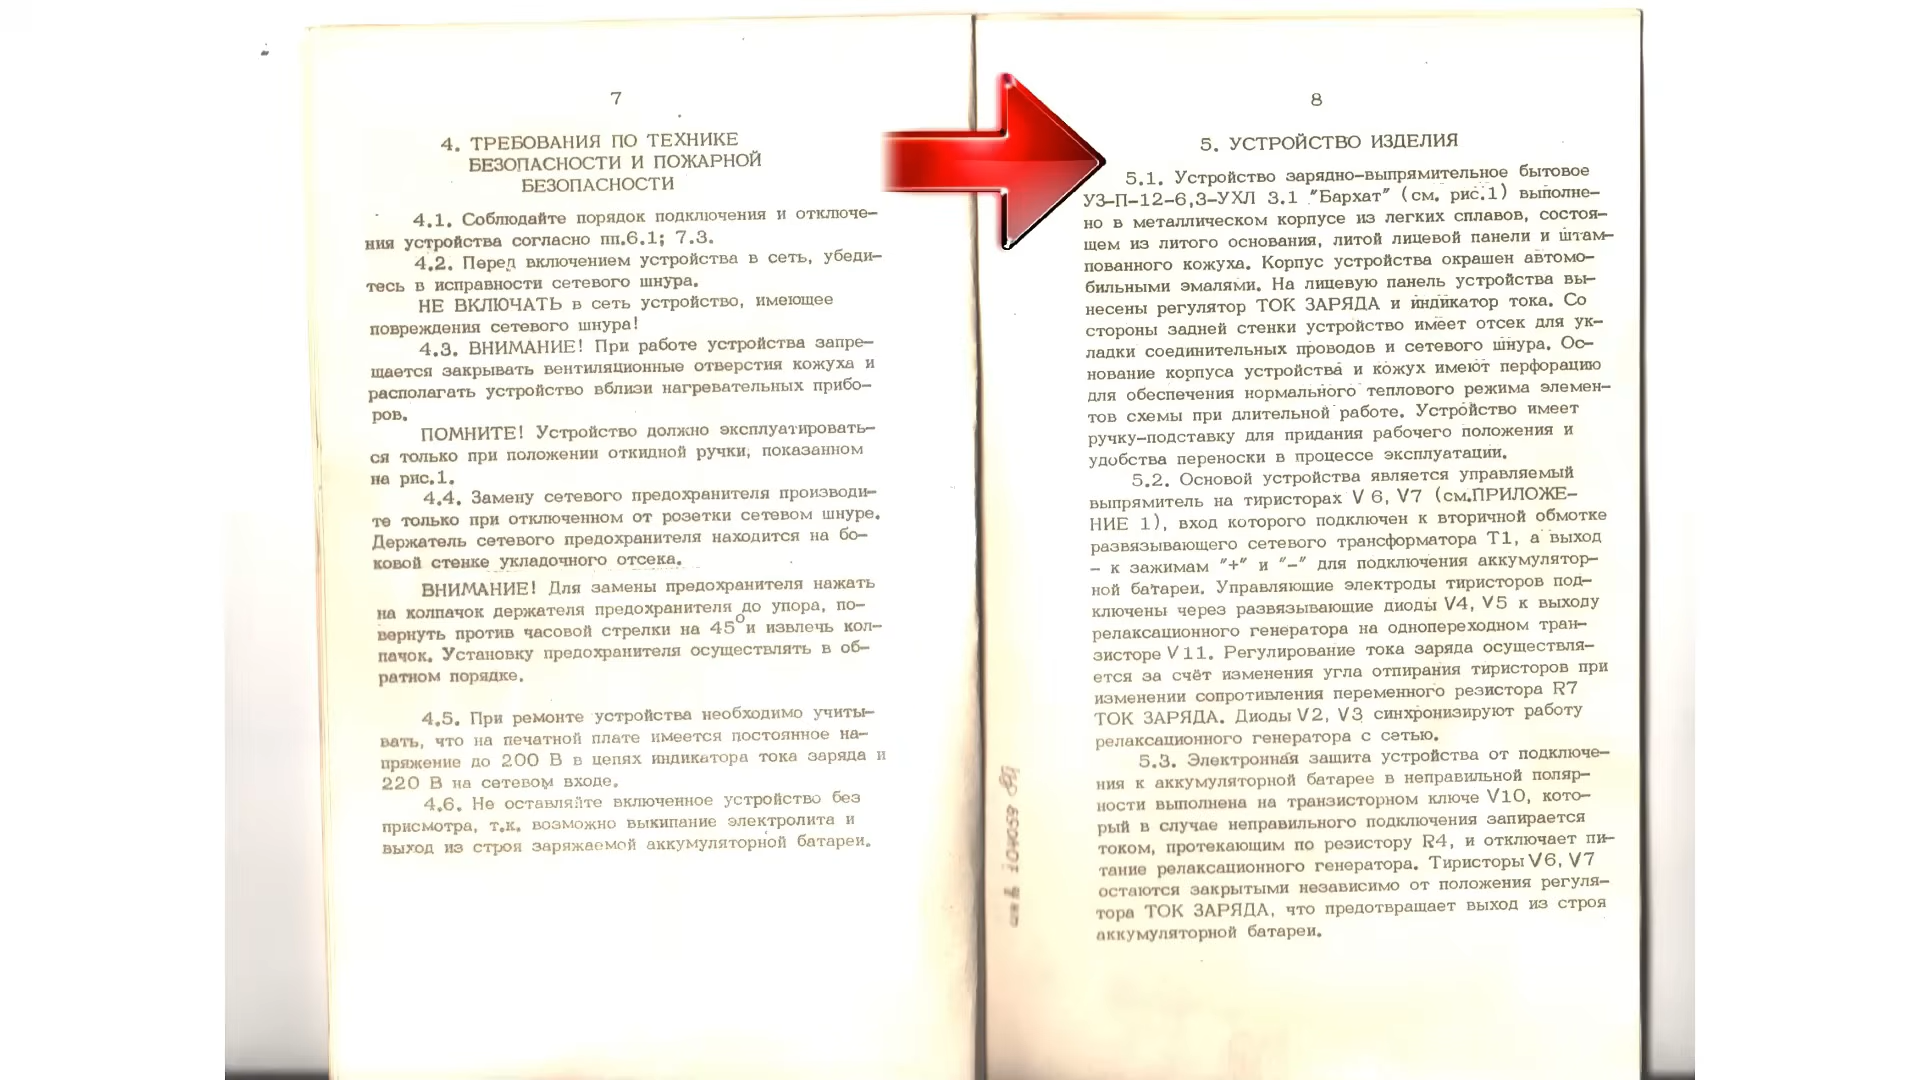 7
4. ТРЕБОВАНИЯ ПО ТЕХНИКЕ
БЕЗОПАСНОСТИ И ПОЖАРНОЙ
БЕЗОПАСНОСТИ
4.1. Соблюдайте порядок подключения и отключе-
ния устройства согласно пп.6.1; 7.3.
4.2. Перед включением устройства в сеть, убеди-
тесь в исправности сетевого шнура.
НЕ ВКЛЮЧАТЬ в сеть устройство, имеющее
повреждения сетевого шнура!
4.3. ВНИМАНИЕ! При работе устройства запре-
щается закрывать вентиляционные отверстия кожуха и
располагать устройство вблизи нагревательных прибо-
ров.
ПОМНИТЕ! Устройство должно эксплуатировать-
ся только при положении откидной ручки, показанном
на рис.1.
4.4. Замену сетевого предохранителя производи-
те только при отключенном от розетки сетевом шнуре.
Держатель сетевого предохранителя находится на бо-
ковой стенке укладочного отсека.
ВНИМАНИЕ! Для замены предохранителя нажать
на колпачок держателя предохранителя до упора, по-
вернуть против часовой стрелки на 45° и извлечь кол-
пачок. Установку предохранителя осуществлять в об-
ратном порядке.
4.5. При ремонте устройства необходимо учиты-
вать, что на печатной плате имеется постоянное на-
пряжение до 200 В в цепях индикатора тока заряда и
220 В на сетевом входе.
4.6. Не оставляйте включенное устройство без
присмотра, т.к. возможно выкипание электролита и
выход из строя заряжаемой аккумуляторной батареи.
8
5. УСТРОЙСТВО ИЗДЕЛИЯ
5.1. Устройство зарядно-выпрямительное бытовое
УЗ-П-12-6,3-УХЛ 3.1 "Бархат" (см. рис.1) выполне-
но в металлическом корпусе из легких сплавов, состоя-
щем из литого основания, литой лицевой панели и штам-
пованного кожуха. Корпус устройства окрашен автомо-
бильными эмалями. На лицевую панель устройства вы-
несены регулятор ТОК ЗАРЯДА и индикатор тока. Со
стороны задней стенки устройство имеет отсек для ук-
ладки соединительных проводов и сетевого шнура. Ос-
нование корпуса устройства и кожух имеют перфорацию
для обеспечения нормального теплового режима элемен-
тов схемы при длительной работе. Устройство имеет
ручку-подставку для придания рабочего положения и
удобства переноски в процессе эксплуатации.
5.2. Основой устройства является управляемый
выпрямитель на тиристорах V 6, V7 (см.ПРИЛОЖЕ-
НИЕ 1), вход которого подключен к вторичной обмотке
развязывающего сетевого трансформатора Т1, а выход
- к зажимам "+" и "-" для подключения аккумулятор-
ной батареи. Управляющие электроды тиристоров под-
ключены через развязывающие диоды V4, V5 к выходу
релаксационного генератора на однопереходном тран-
зисторе V11. Регулирование тока заряда осуществля-
ется за счёт изменения угла отпирания тиристоров при
изменении сопротивления переменного резистора R7
ТОК ЗАРЯДА. Диоды V2, V3 синхронизируют работу
релаксационного генератора с сетью.
5.3. Электронная защита устройства от подключе-
ния к аккумуляторной батарее в неправильной поляр-
ности выполнена на транзисторном ключе V10, кото-
рый в случае неправильного подключения запирается
током, протекающим по резистору R4, и отключает пи-
тание релаксационного генератора. Тиристоры V6, V7
остаются закрытыми независимо от положения регуля-
тора ТОК ЗАРЯДА, что предотвращает выход из строя
аккумуляторной батареи.